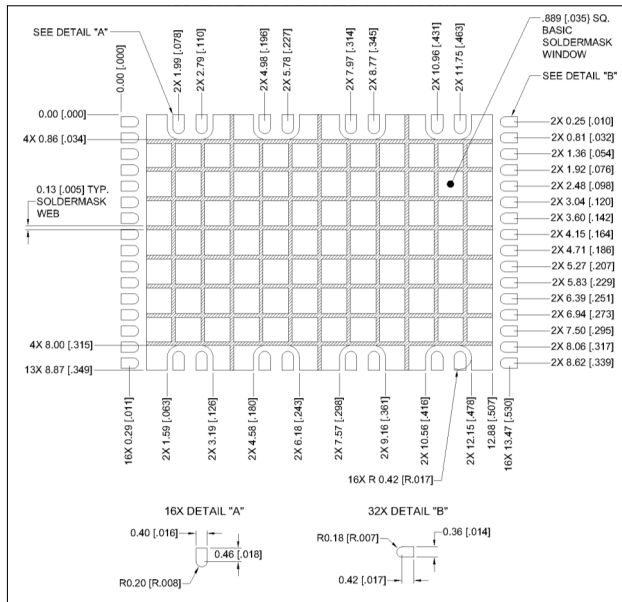 SEE DETAIL "A"
0.00 [.000]
2X 1.99 [.078]
2X 2.79 [.110]
2X 4.98 [.196]
2X 5.78 [.227]
2X 7.97 [.314]
2X 8.77 [.345]
2X 10.96 [.431]
2X 11.75 [.463]
.889 [.035] SQ.
BASIC
SOLDERMASK
WINDOW
SEE DETAIL "B"
0.00 [.000]
4X 0.86 [.034]
0.13 [.005] TYP.
SOLDERMASK
WEB
4X 8.00 [.315]
13X 8.87 [.349]
2X 0.25 [.010]
2X 0.81 [.032]
2X 1.36 [.054]
2X 1.92 [.076]
2X 2.48 [.098]
2X 3.04 [.120]
2X 3.60 [.142]
2X 4.15 [.164]
2X 4.71 [.186]
2X 5.27 [.207]
2X 5.83 [.229]
2X 6.39 [.251]
2X 6.94 [.273]
2X 7.50 [.295]
2X 8.06 [.317]
2X 8.62 [.339]
16X 0.29 [.011]
2X 1.59 [.063]
2X 3.19 [.126]
2X 4.58 [.180]
2X 6.18 [.243]
2X 7.57 [.298]
2X 9.16 [.361]
2X 10.56 [.416]
2X 12.15 [.478]
12.88 [.507]
16X 13.47 [.530]
16X R 0.42 [R.017]
16X DETAIL "A"
0.40 [.016]
0.46 [.018]
R0.20 [R.008]
32X DETAIL "B"
R0.18 [R.007]
0.36 [.014]
0.42 [.017]